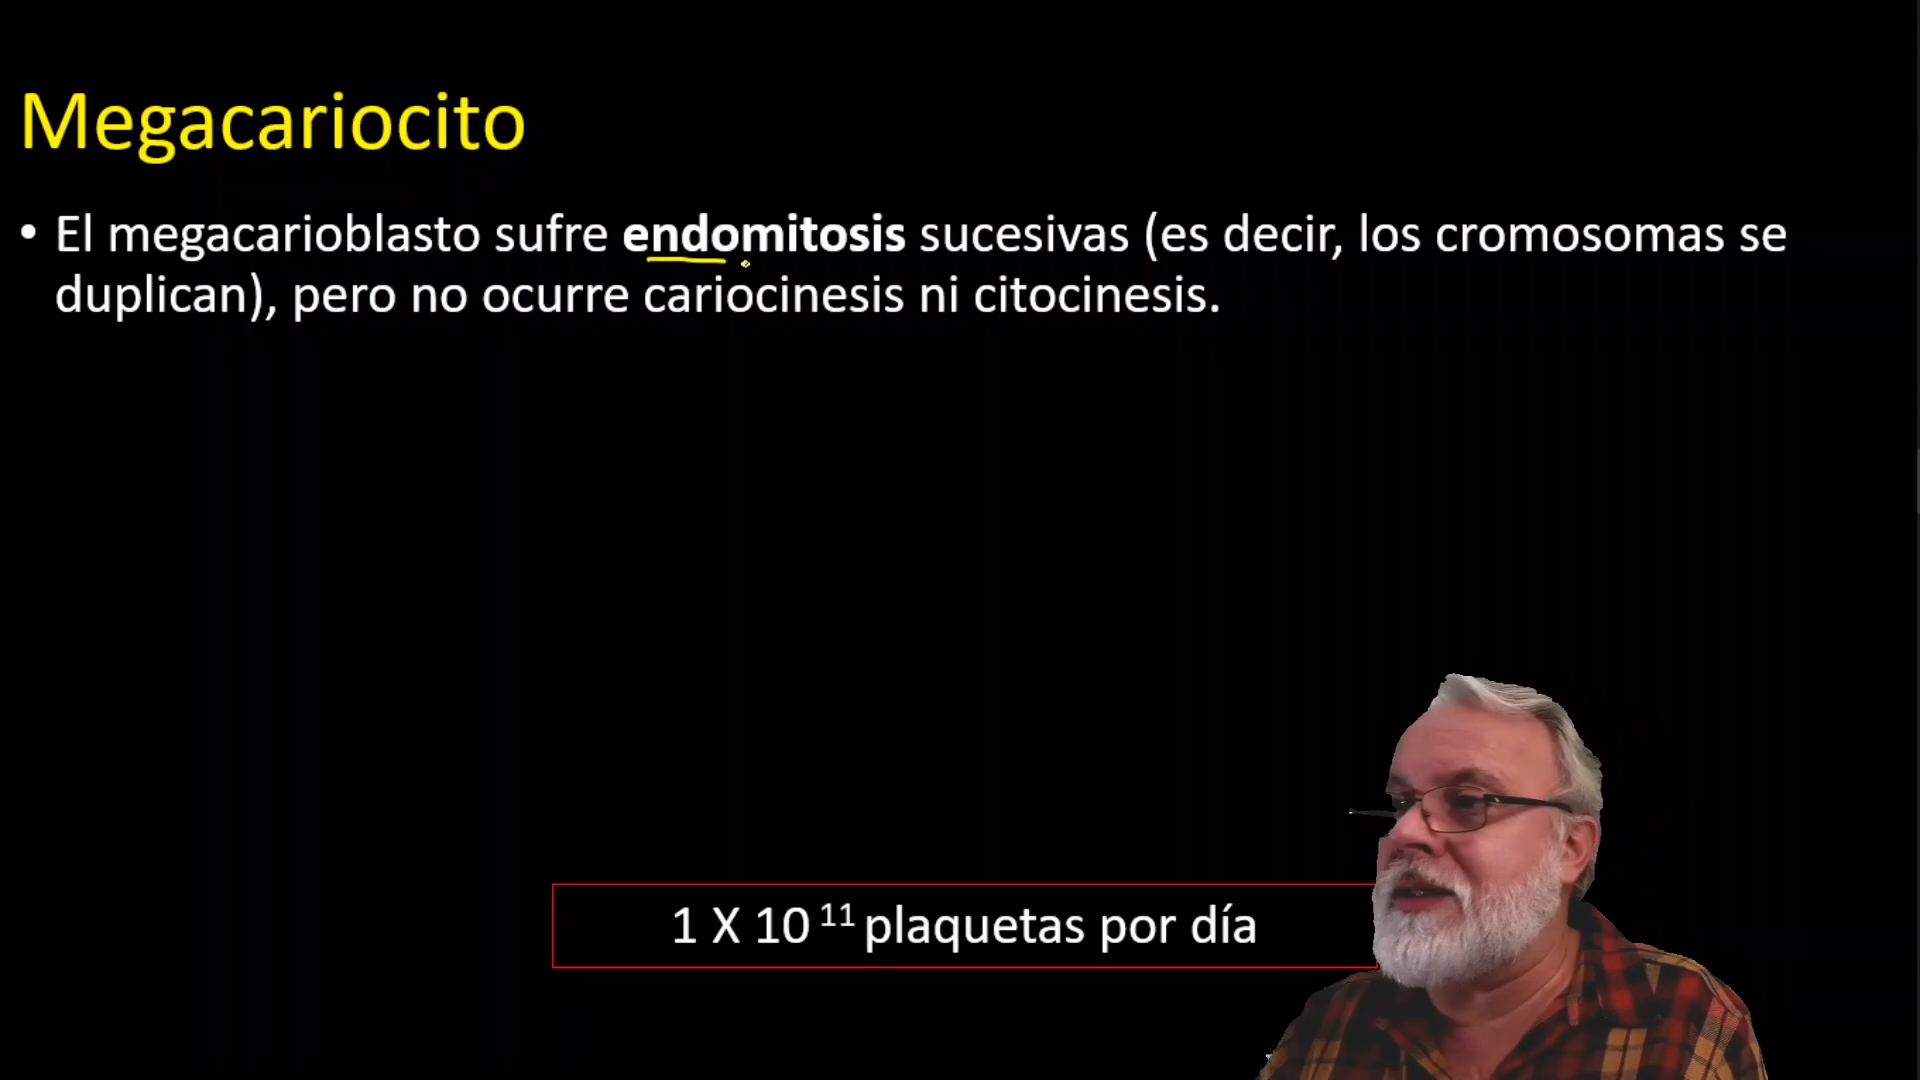 Megacariocito
• El megacarioblasto sufre endomitosis sucesivas (es decir, los cromosomas se
duplican), pero no ocurre cariocinesis ni citocinesis.
1 X 10 11 plaquetas por día